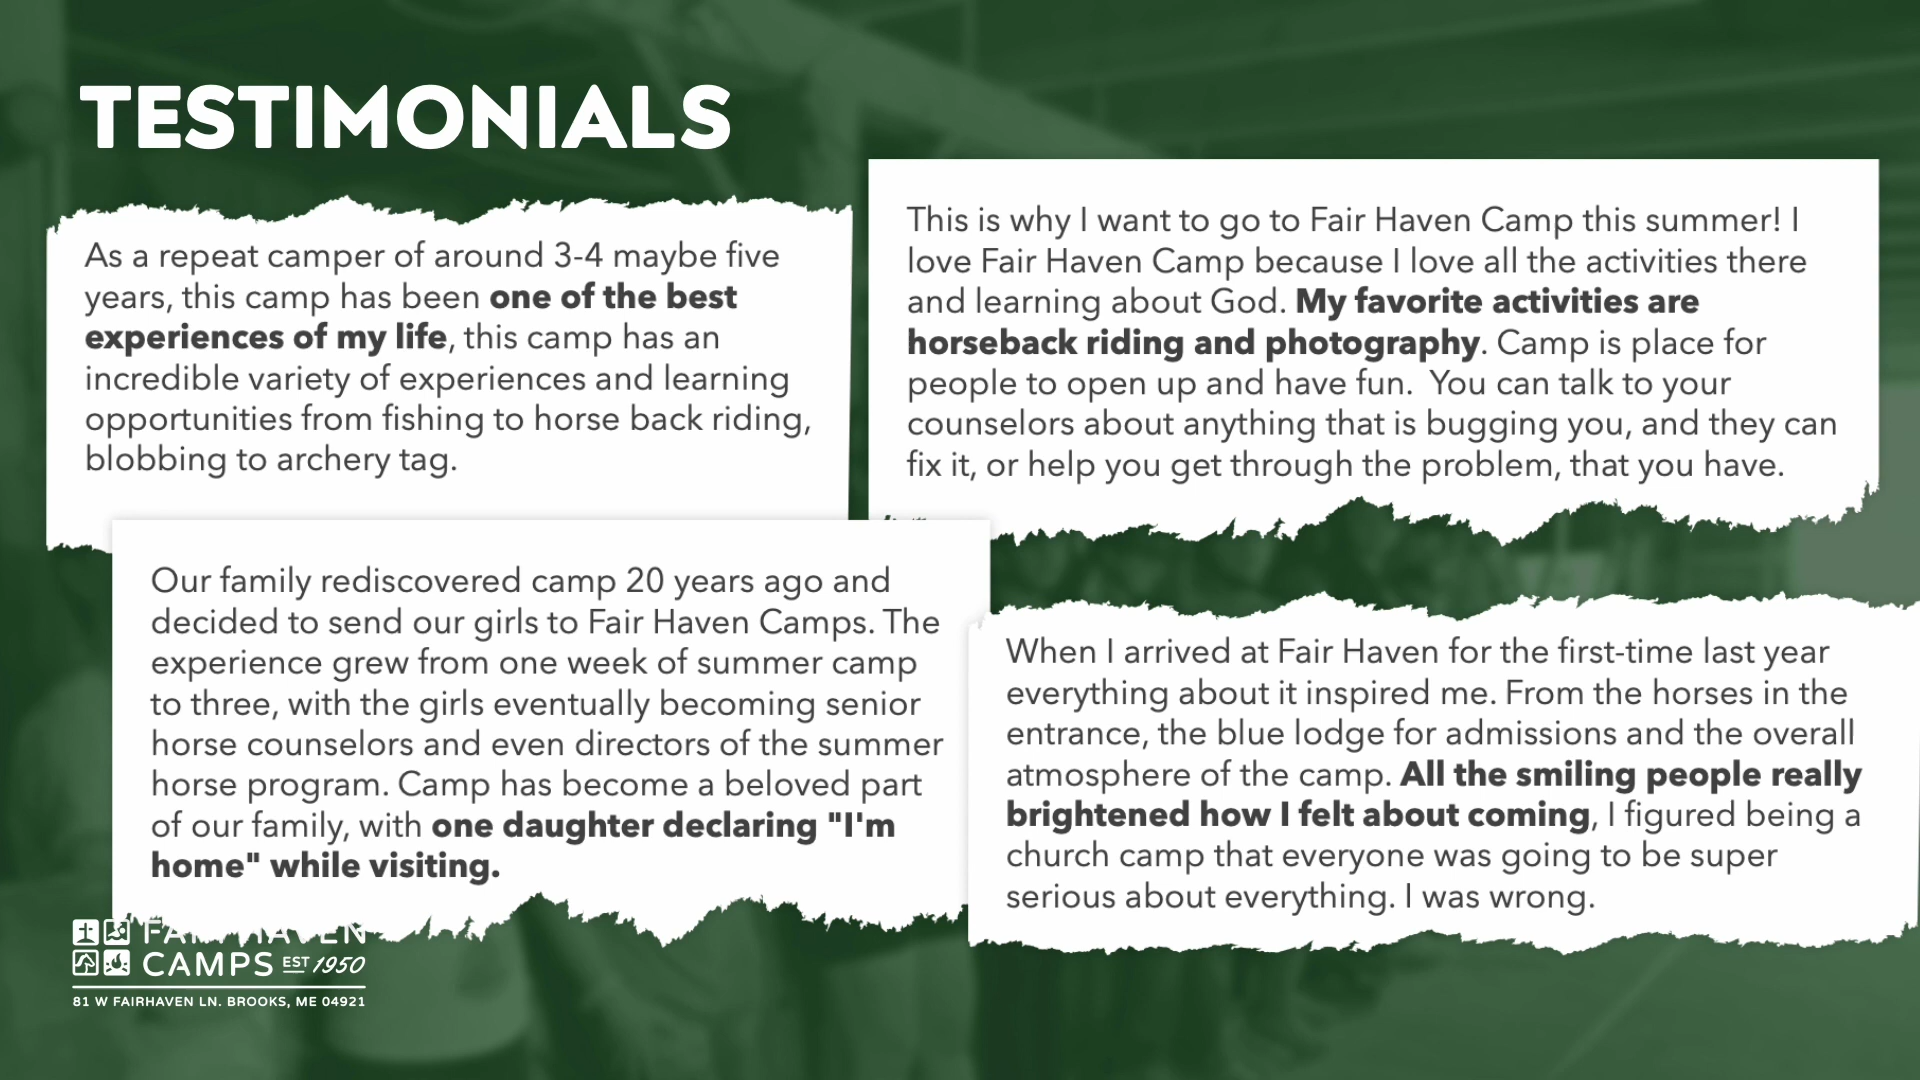 TESTIMONIALS
As a repeat camper of around 3-4 maybe five
years, this camp has been one of the best
experiences of my life, this camp has an
incredible variety of experiences and learning
opportunities from fishing to horse back riding,
blobbing to archery tag.
This is why I want to go to Fair Haven Camp this summer! I
love Fair Haven Camp because I love all the activities there
and learning about God. My favorite activities are
horseback riding and photography. Camp is place for
people to open up and have fun.  You can talk to your
counselors about anything that is bugging you, and they can
fix it, or help you get through the problem, that you have.
Our family rediscovered camp 20 years ago and
decided to send our girls to Fair Haven Camps. The
experience grew from one week of summer camp
to three, with the girls eventually becoming senior
horse counselors and even directors of the summer
horse program. Camp has become a beloved part
of our family, with one daughter declaring "I'm
home" while visiting.
When I arrived at Fair Haven for the first-time last year
everything about it inspired me. From the horses in the
entrance, the blue lodge for admissions and the overall
atmosphere of the camp. All the smiling people really
brightened how I felt about coming, I figured being a
church camp that everyone was going to be super
serious about everything. I was wrong.
FAIR HAVEN
CAMPS EST 1950
81 W FAIRHAVEN LN. BROOKS, ME 04921